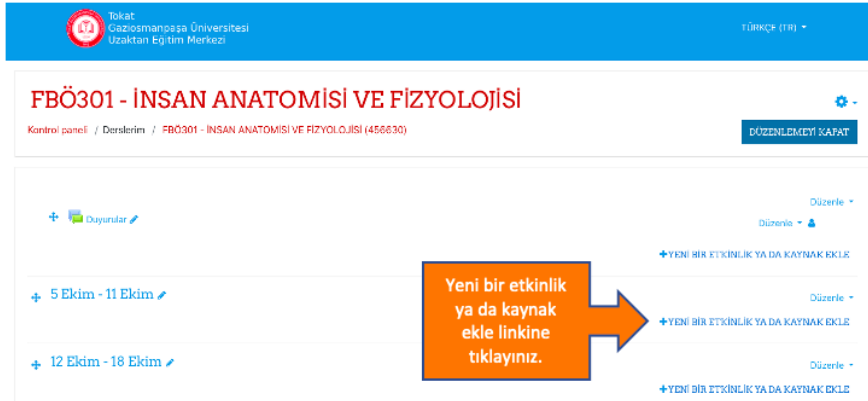 Tokat
Gaziosmanpaşa Üniversitesi
Uzaktan Eğitim Merkezi
TÜRKÇE (TR)
FBÖ301 - İNSAN ANATOMİSİ VE FİZYOLOJİSİ
Kontrol paneli / Derslerim / FBÖ301 - İNSAN ANATOMİSİ VE FİZYOLOJİSİ (456630)
DÜZENLEMEYİ KAPAT
Düzenle
Duyurular
Düzenle
+YENİ BİR ETKİNLİK YA DA KAYNAK EKLE
5 Ekim - 11 Ekim
Düzenle
+YENİ BİR ETKİNLİK YA DA KAYNAK EKLE
Yeni bir etkinlik
ya da kaynak
ekle linkine
tıklayınız.
12 Ekim - 18 Ekim
Düzenle
+YENİ BİR ETKİNLİK YA DA KAYNAK EKLE